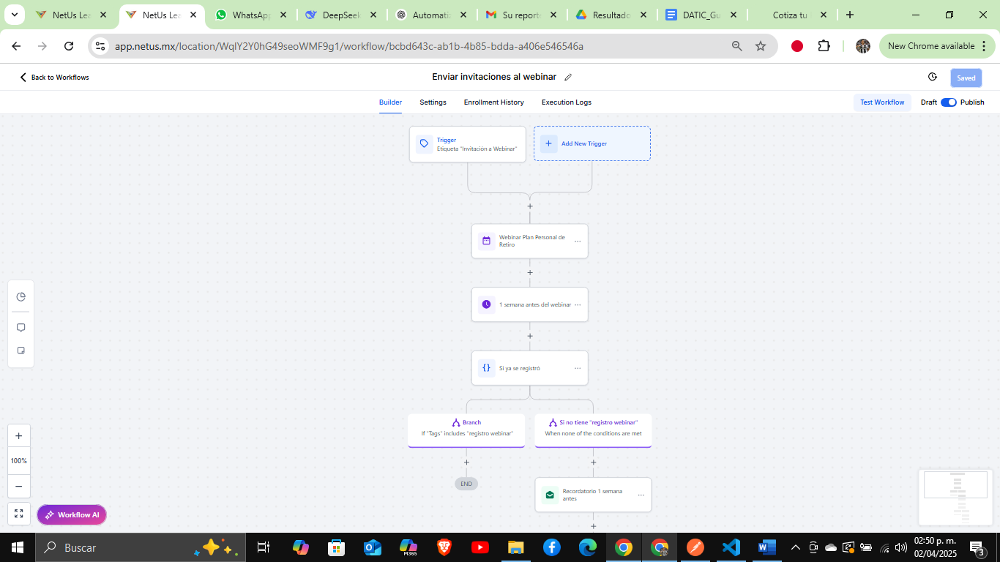 NetUs Lea
NetUs Lea
WhatsApp
DeepSeek
Automatiz
Su report
Resultado
DATIC_Gu
Cotiza tu
app.netus.mx/location/WqlY2Y0hG49seoWMF9g1/workflow/bcbd643c-ab1b-4b85-bdda-a406e546546a
New Chrome available
Back to Workflows
Enviar invitaciones al webinar
Saved
Builder
Settings
Enrollment History
Execution Logs
Test Workflow
Draft
Publish
Trigger
Etiqueta "Invitación a Webinar"
Add New Trigger
Webinar Plan Personal de
Retiro
1 semana antes del webinar
Si ya se registró
Branch
If "Tags" includes "registro webinar"
Si no tiene "registro webinar"
When none of the conditions are met
END
Recordatorio 1 semana
antes
100%
Workflow AI
Buscar
M365
02:50 p. m.
02/04/2025
3